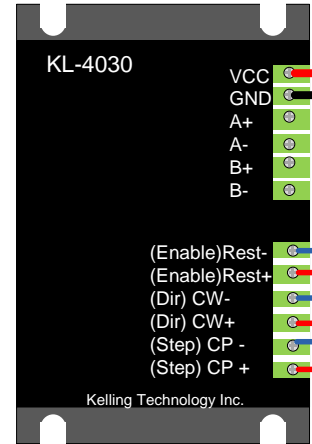 KL-4030
VCC
GND
A+
A-
B+
B-
(Enable)Rest-
(Enable)Rest+
(Dir) CW-
(Dir) CW+
(Step) CP -
(Step) CP +
Kelling Technology Inc.